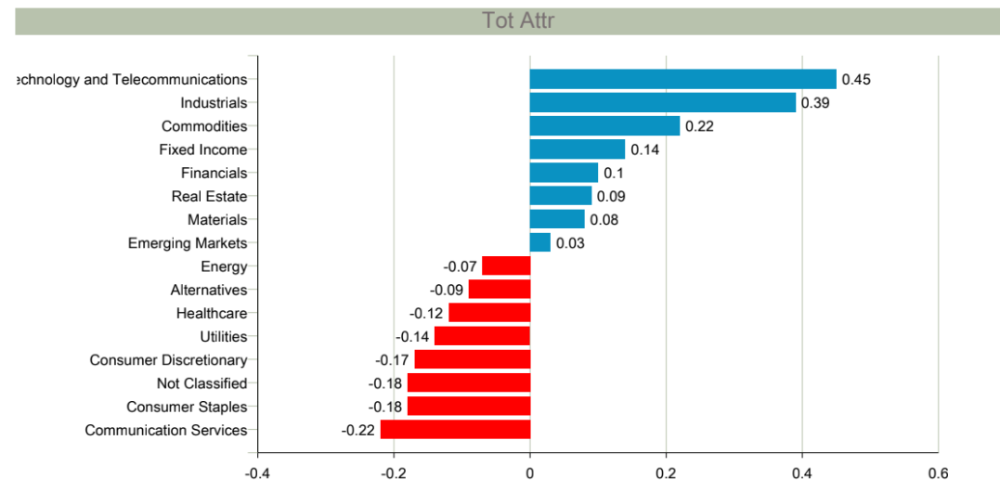 Tot Attr
echnology and Telecommunications 0.45
Industrials 0.39
Commodities 0.22
Fixed Income 0.14
Financials 0.1
Real Estate 0.09
Materials 0.08
Emerging Markets 0.03
Energy -0.07
Alternatives -0.09
Healthcare -0.12
Utilities -0.14
Consumer Discretionary -0.17
Not Classified -0.18
Consumer Staples -0.18
Communication Services -0.22
-0.4 -0.2 0 0.2 0.4 0.6